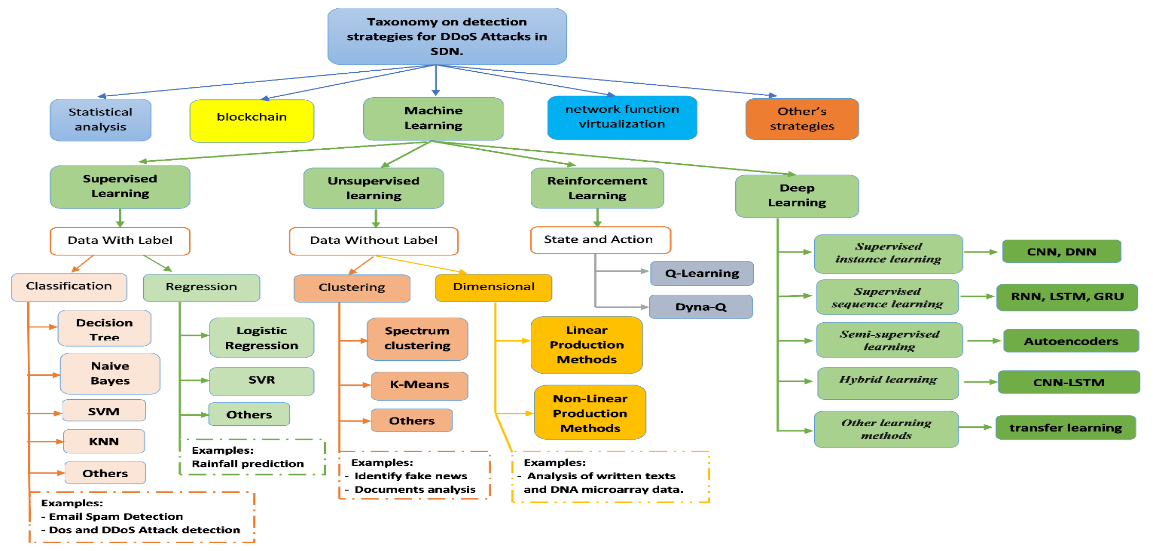 Taxonomy on detection
strategies for DDoS Attacks in
SDN.
Statistical
analysis
blockchain
Machine
Learning
network function
virtualization
Other's
strategies
Supervised
Learning
Unsupervised
learning
Reinforcement
Learning
Deep
Learning
Data With Label
Data Without Label
State and Action
Classification
Regression
Clustering
Dimensional
Q-Learning
Dyna-Q
Decision
Tree
Naive
Bayes
SVM
KNN
Others
Logistic
Regression
SVR
Others
Spectrum
clustering
K-Means
Others
Linear
Production
Methods
Non-Linear
Production
Methods
Supervised
instance learning
CNN, DNN
Supervised
sequence learning
RNN, LSTM, GRU
Semi-supervised
learning
Autoencoders
Hybrid learning
CNN-LSTM
Other learning
methods
transfer learning
Examples:
- Email Spam Detection
- Dos and DDoS Attack detection
Examples:
Rainfall prediction
Examples:
- Identify fake news
- Documents analysis
Examples:
- Analysis of written texts
and DNA microarray data.